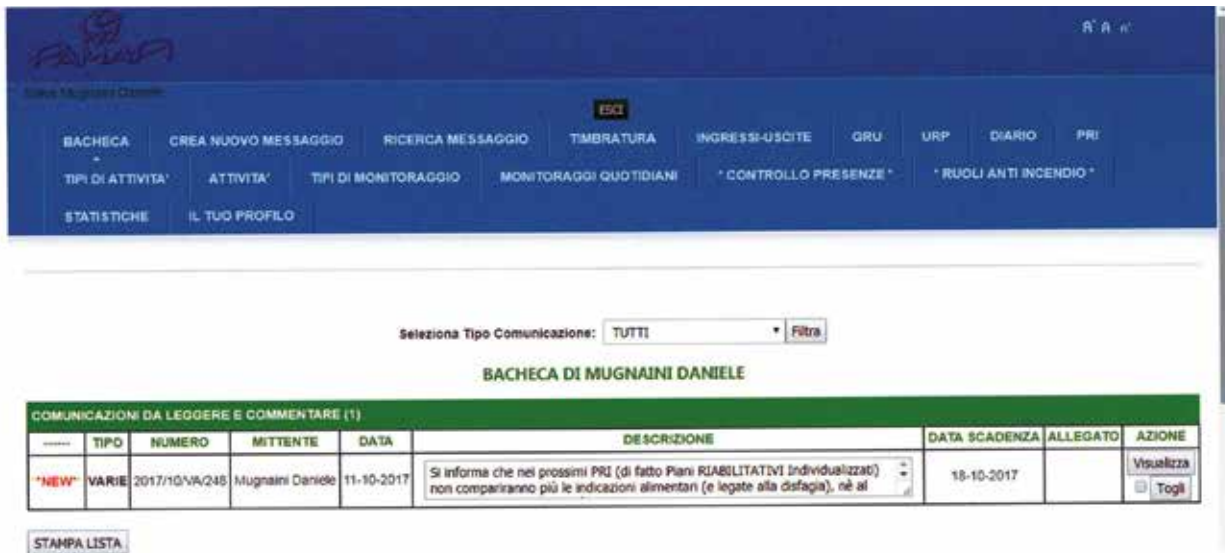 A+ A A-
Mugnaini Daniele
ESCI
BACHECA CREA NUOVO MESSAGGIO RICERCA MESSAGGIO TIMBRATURA INGRESSI-USCITE GRU URP DIARIO PRI
TIPI DI ATTIVITA' ATTIVITA' TIPI DI MONITORAGGIO MONITORAGGI QUOTIDIANI * CONTROLLO PRESENZE * * RUOLI ANTI INCENDIO *
STATISTICHE IL TUO PROFILO
Seleziona Tipo Comunicazione: TUTTI Filtra
BACHECA DI MUGNAINI DANIELE
COMUNICAZIONI DA LEGGERE E COMMENTARE (1)
------ TIPO NUMERO MITTENTE DATA DESCRIZIONE DATA SCADENZA ALLEGATO AZIONE
*NEW* VARIE 2017/10/VA/248 Mugnaini Daniele 11-10-2017 Si informa che nei prossimi PRI (di fatto Piani RIABILITATIVI Individualizzati) 18-10-2017 Visualizza
non compariranno più le indicazioni alimentari (e legate alla disfagia), nè al Togli
STAMPA LISTA